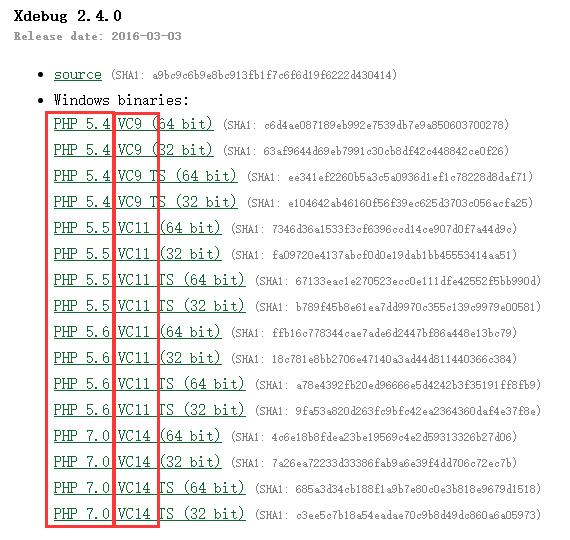 Xdebug 2.4.0
Release date: 2016-03-03
source (SHA1: a9bc9c6b9e8bc913fb1f7c6f6d19f6222d430414)
Windows binaries:
PHP 5.4 VC9 (64 bit) (SHA1: c6d4ae087189eb992e7539db7e9a850603700278)
PHP 5.4 VC9 (32 bit) (SHA1: 63af9644d69eb7991c30cb8df42c448842ce0f26)
PHP 5.4 VC9 TS (64 bit) (SHA1: ee341ef2260b5a3c5a0936d1ef1c78228d8daf71)
PHP 5.4 VC9 TS (32 bit) (SHA1: e104642ab46160f56f39ec625d3703c056acfa25)
PHP 5.5 VC11 (64 bit) (SHA1: 7346d36a1533f3cf6396ccd14ce907d0f7a44d9c)
PHP 5.5 VC11 (32 bit) (SHA1: fa09720e4137abcf0d0e19dab1bb45553414aa51)
PHP 5.5 VC11 TS (64 bit) (SHA1: 67133eac1e270523ecc0e111dfe42552f5bb990d)
PHP 5.5 VC11 TS (32 bit) (SHA1: b789f45b8e61ea7dd9970c355c139c9979e00581)
PHP 5.6 VC11 (64 bit) (SHA1: ffb16c778344cae7ade6d2447bf86a448e13bc79)
PHP 5.6 VC11 (32 bit) (SHA1: 18c781e8bb2706e47140a3ad44d811440366c384)
PHP 5.6 VC11 TS (64 bit) (SHA1: a78e4392fb20ed96666e5d4242b3f35191ff8fb9)
PHP 5.6 VC11 TS (32 bit) (SHA1: 9fa53a820d263fc9bfc42ea2364360daf4e37f8e)
PHP 7.0 VC14 (64 bit) (SHA1: 4c6e18b8fdea23be19569c4e2d59313326b27d06)
PHP 7.0 VC14 (32 bit) (SHA1: 7a26ea72233d33386fab9a6e39f4dd706c72ec7b)
PHP 7.0 VC14 TS (64 bit) (SHA1: 685a3d34cb188f1a9b7e80c0e3b818e9679d1518)
PHP 7.0 VC14 TS (32 bit) (SHA1: c3ee5c7b18a54eadae70c9b8d49dc860a6a05973)